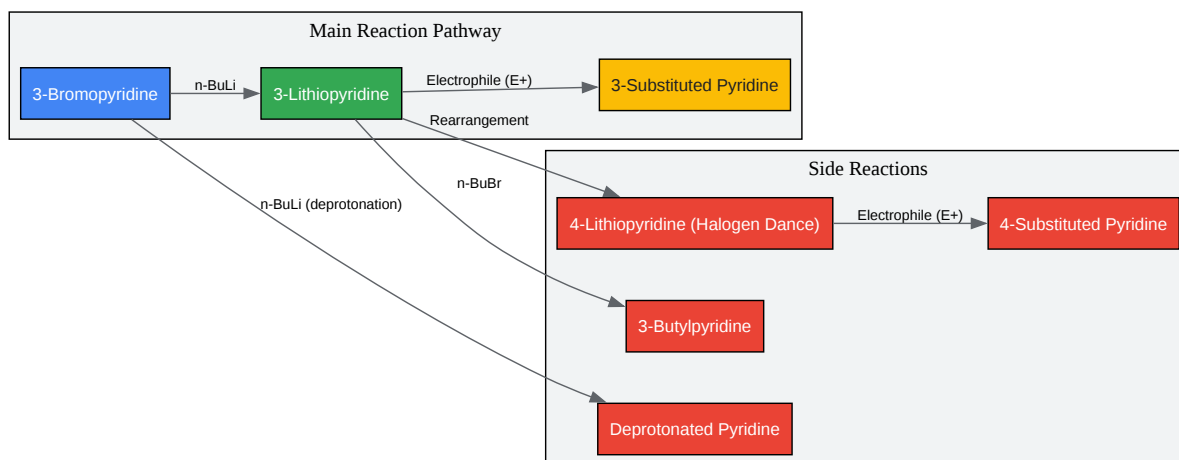 Main Reaction Pathway
3-Bromopyridine
n-BuLi
3-Lithiopyridine
Electrophile (E+)
3-Substituted Pyridine
Rearrangement
n-BuLi (deprotonation)
n-BuBr
Side Reactions
4-Lithiopyridine (Halogen Dance)
Electrophile (E+)
4-Substituted Pyridine
3-Butylpyridine
Deprotonated Pyridine